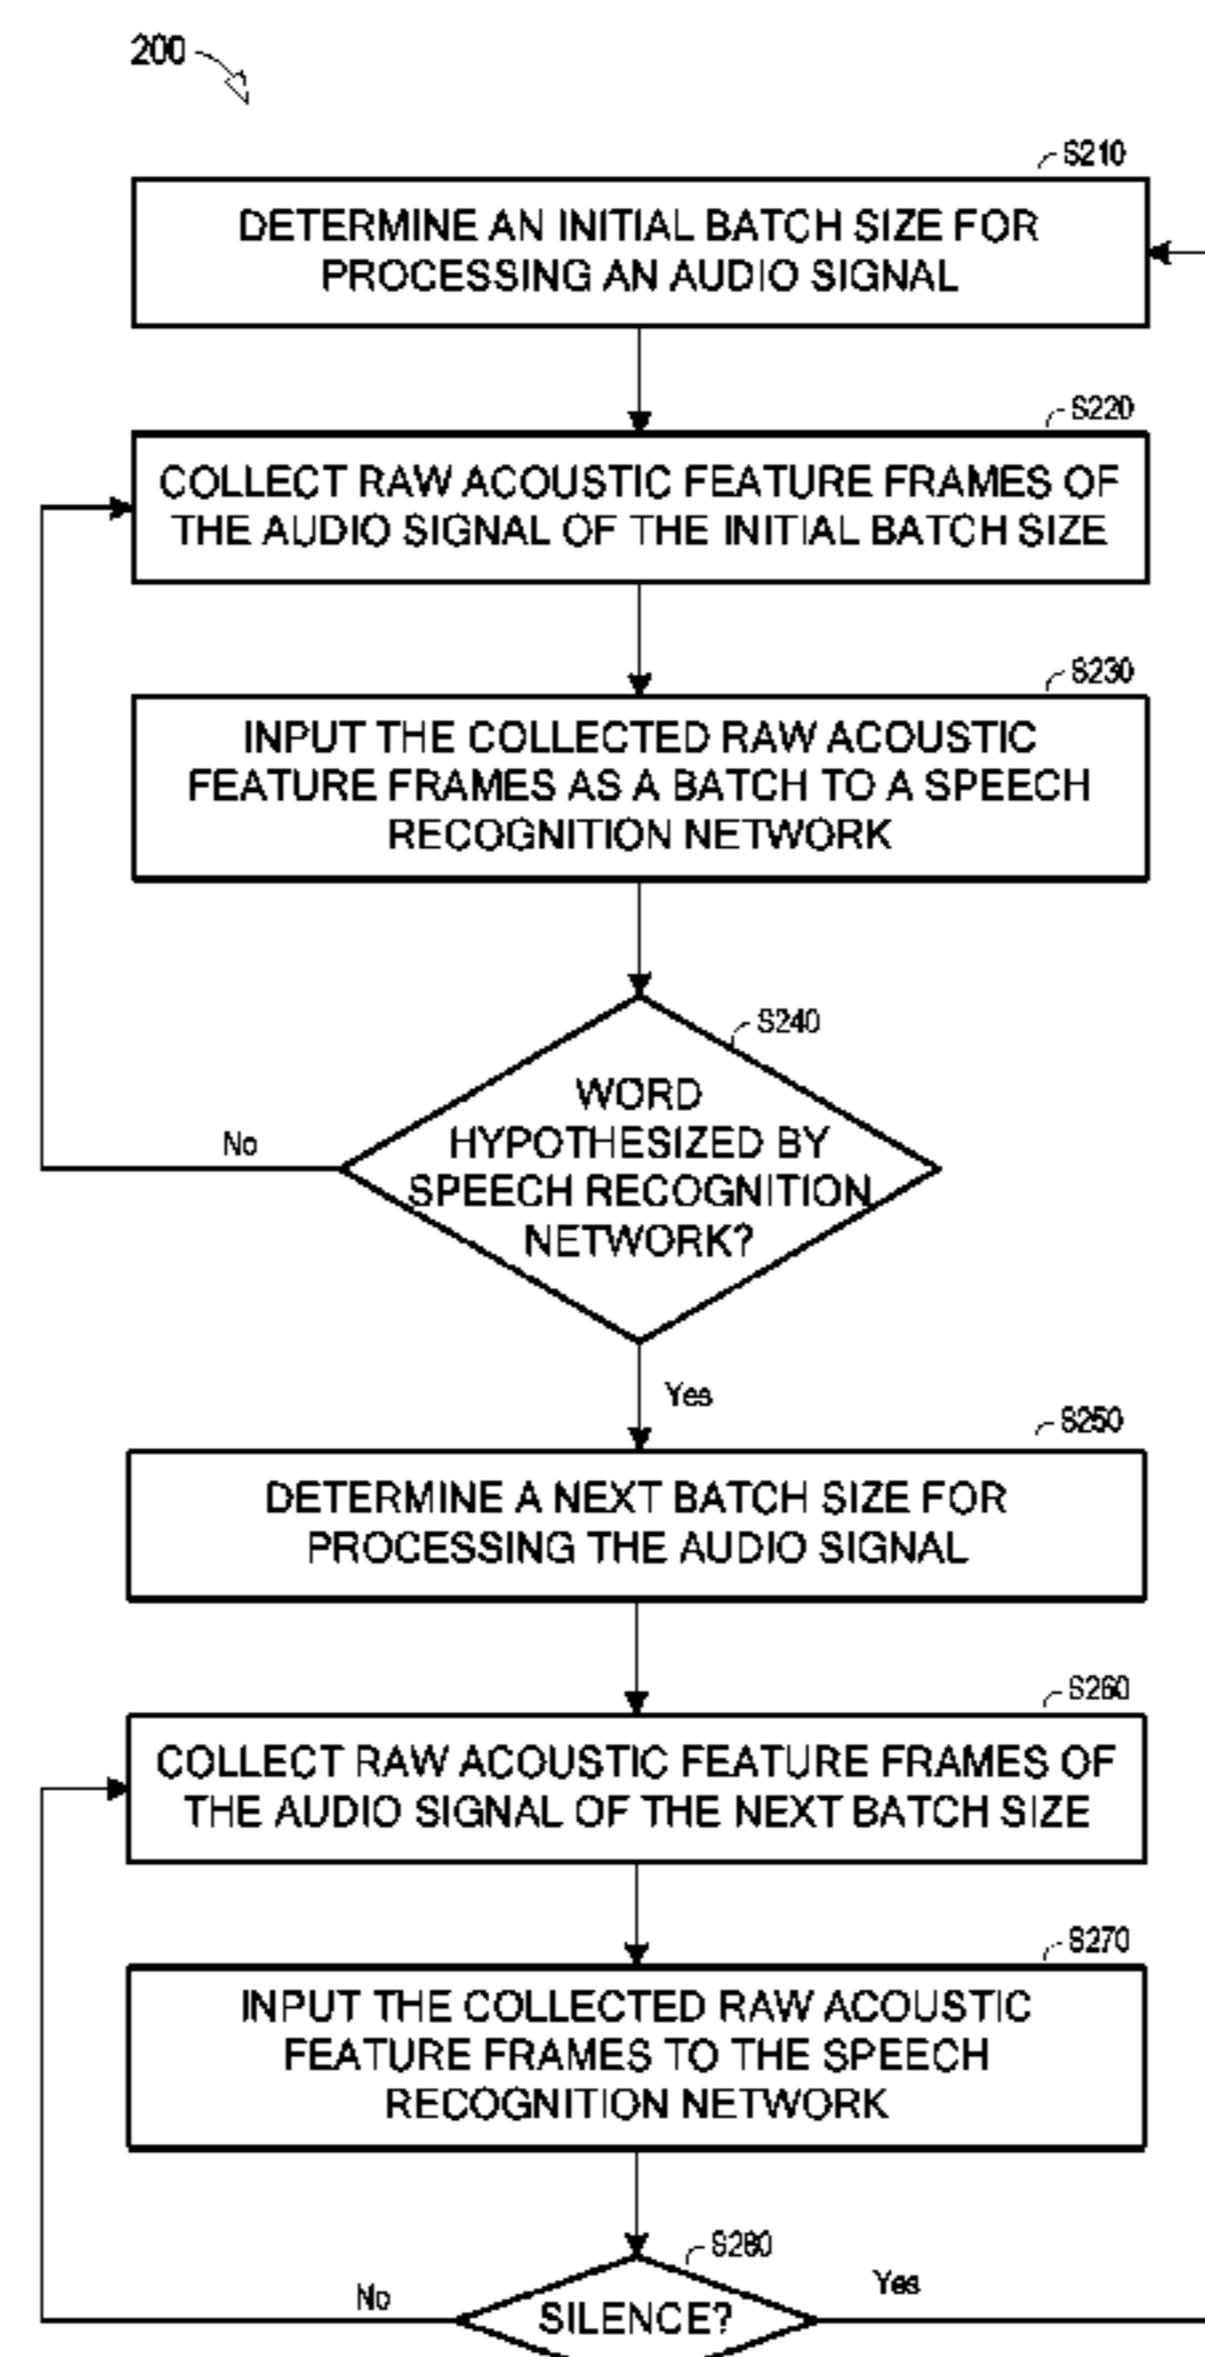 200
S210
DETERMINE AN INITIAL BATCH SIZE FOR
PROCESSING AN AUDIO SIGNAL
S220
COLLECT RAW ACOUSTIC FEATURE FRAMES OF
THE AUDIO SIGNAL OF THE INITIAL BATCH SIZE
S230
INPUT THE COLLECTED RAW ACOUSTIC
FEATURE FRAMES AS A BATCH TO A SPEECH
RECOGNITION NETWORK
S240
WORD
HYPOTHESIZED BY
SPEECH RECOGNITION
NETWORK?
No
Yes
S250
DETERMINE A NEXT BATCH SIZE FOR
PROCESSING THE AUDIO SIGNAL
S260
COLLECT RAW ACOUSTIC FEATURE FRAMES OF
THE AUDIO SIGNAL OF THE NEXT BATCH SIZE
S270
INPUT THE COLLECTED RAW ACOUSTIC
FEATURE FRAMES TO THE SPEECH
RECOGNITION NETWORK
S280
No
SILENCE?
Yes